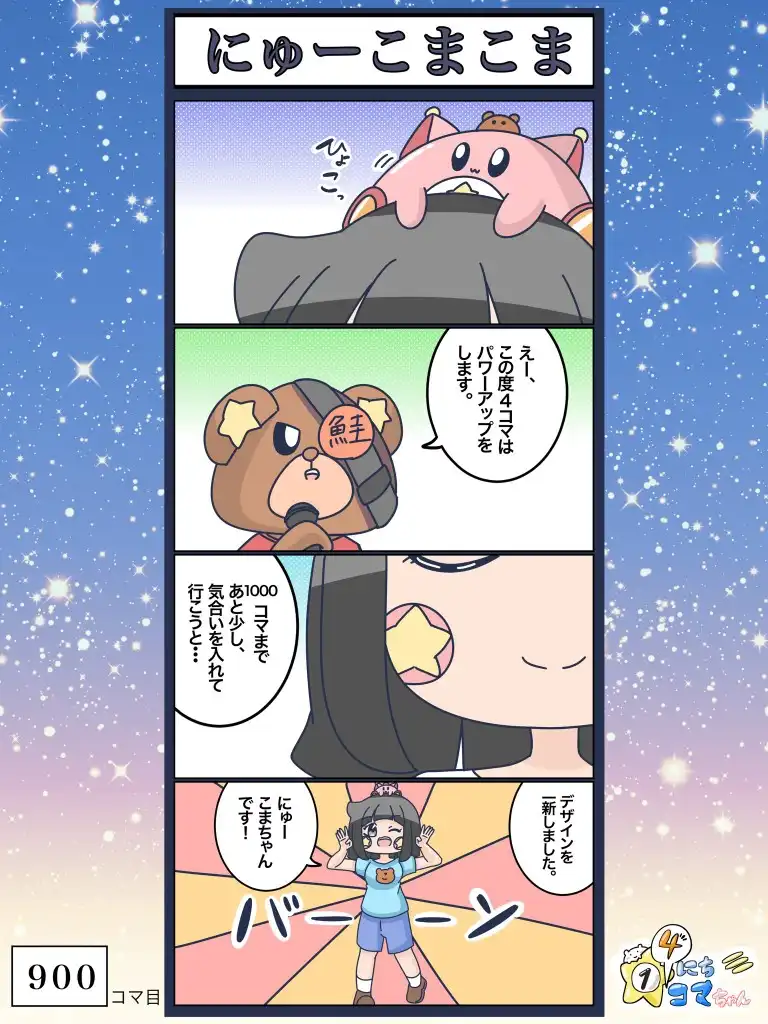 にゅーこまこま
ひょこっ
えー、
この度４コマは
パワーアップを
します。
鮭
1000コマまで
あと少し、
気合いを入れて
行こうと・・・
デザインを
一新しました。
にゅー
こまちゃん
です！
バーーン
900
コマ目
4
1
にち
コマ
ちゃん